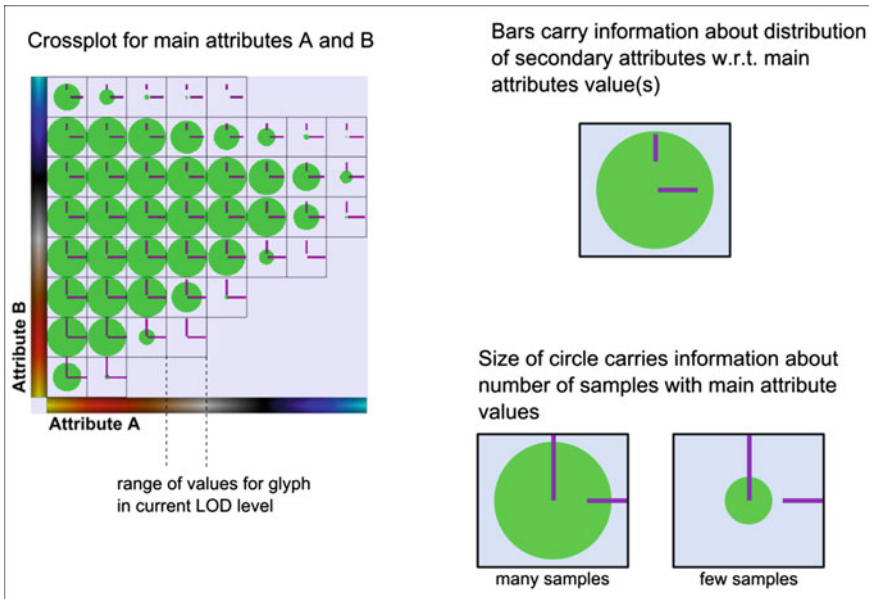 Crossplot for main attributes A and B
Attribute B
Attribute A
range of values for glyph
in current LOD level
Bars carry information about distribution
of secondary attributes w.r.t. main
attributes value(s)
Size of circle carries information about
number of samples with main attribute
values
many samples
few samples